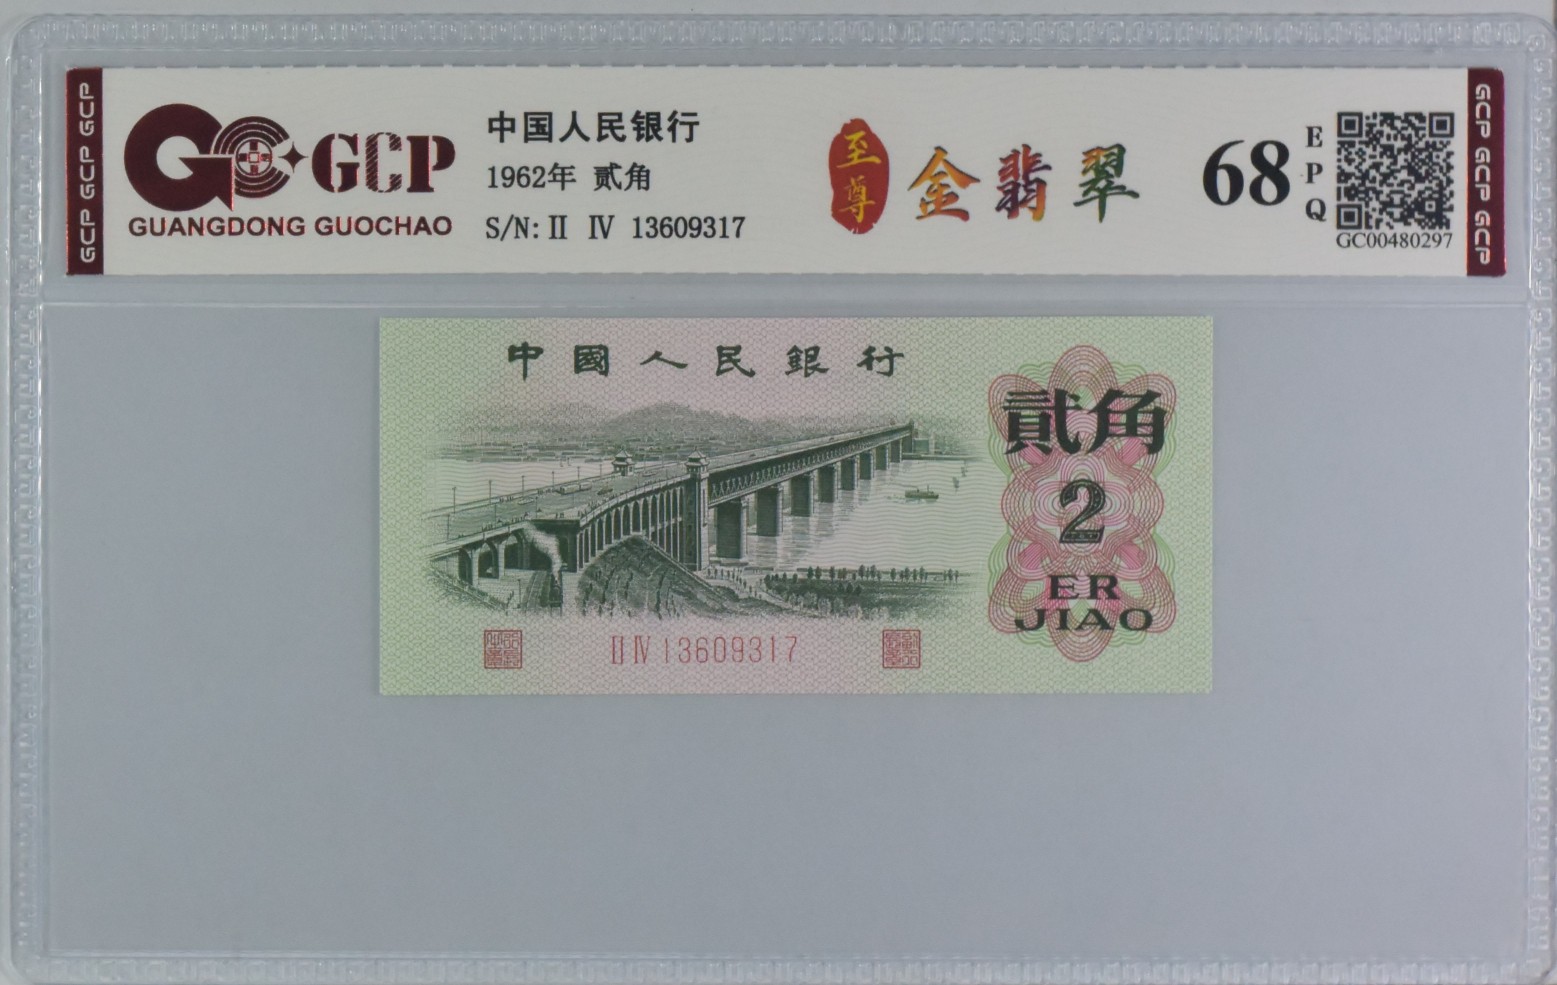 GCP GCP GCP
GCP
GUANGDONG GUOCHAO
中国人民银行
1962年 贰角
S/N: II IV 13609317
至尊
金翡翠
68
EPQ
GC00480297
GCP GCP GCP
中國人民銀行
貳角
2
ER
JIAO
II IV 13609317